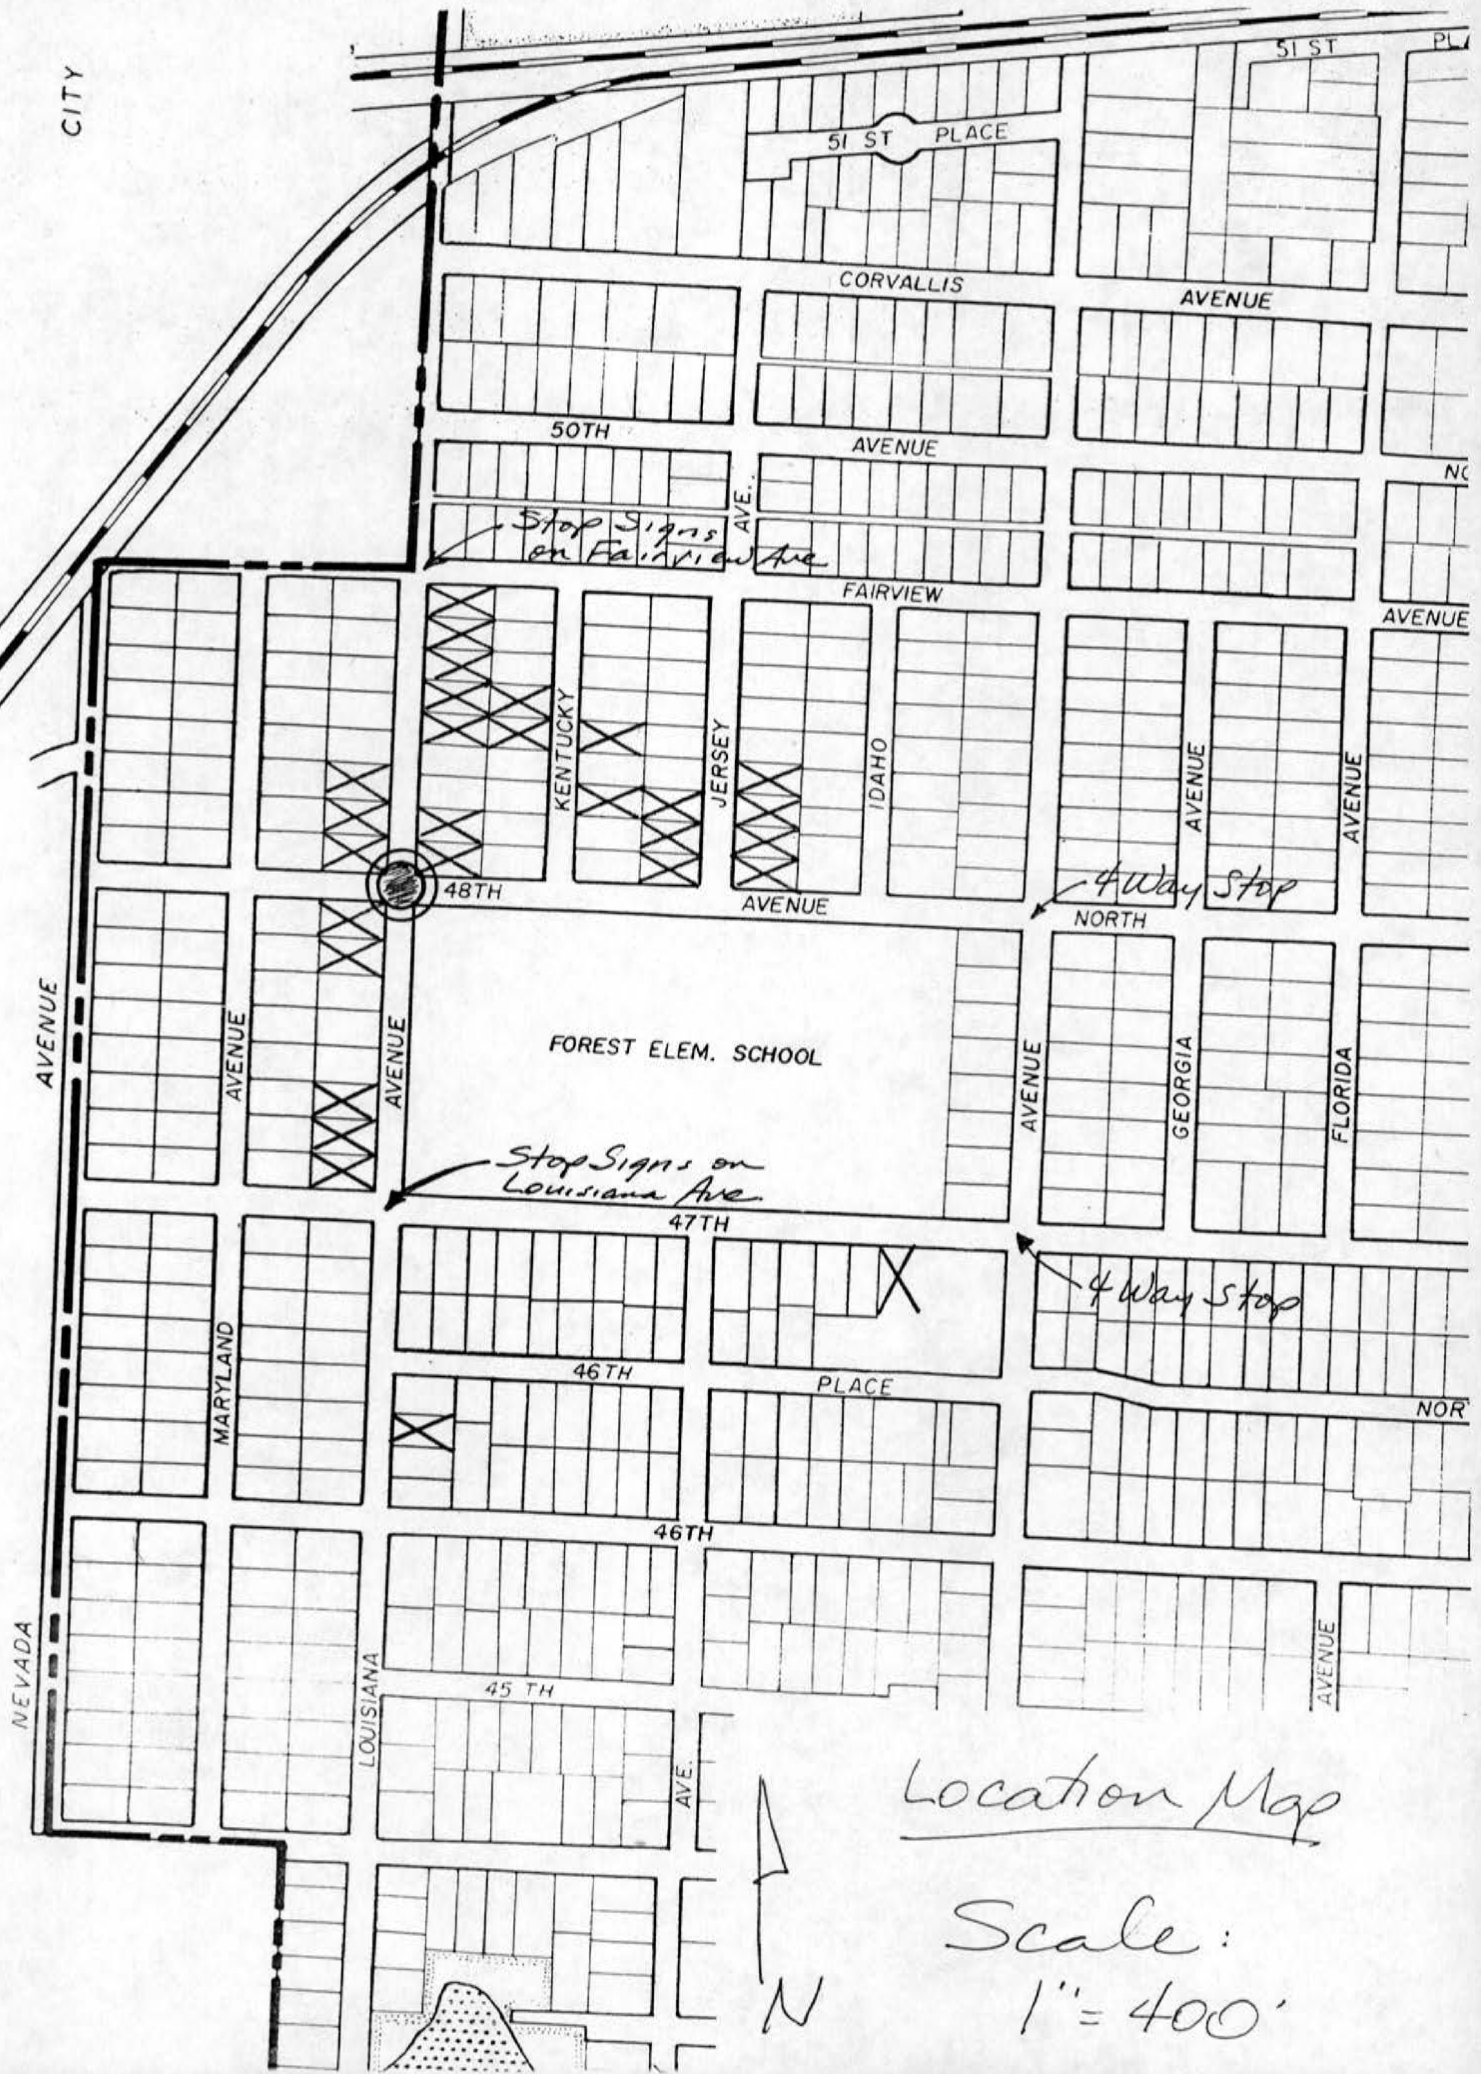 51 ST PLA
CITY
51 ST PLACE
CORVALLIS AVENUE
50TH AVENUE NO
AVE.
Stop Signs
on Fairview Ave
FAIRVIEW AVENUE
KENTUCKY
JERSEY
IDAHO
AVENUE
AVENUE
48TH AVENUE NORTH
4 Way Stop
AVENUE
AVENUE
AVENUE
FOREST ELEM. SCHOOL
AVENUE
GEORGIA
FLORIDA
Stop Signs on
Louisiana Ave
47TH
4 Way Stop
MARYLAND
46TH PLACE NOR
46TH
NEVADA
LOUISIANA
45 TH
AVENUE
AVE.
Location Map
Scale:
1" = 400'
N